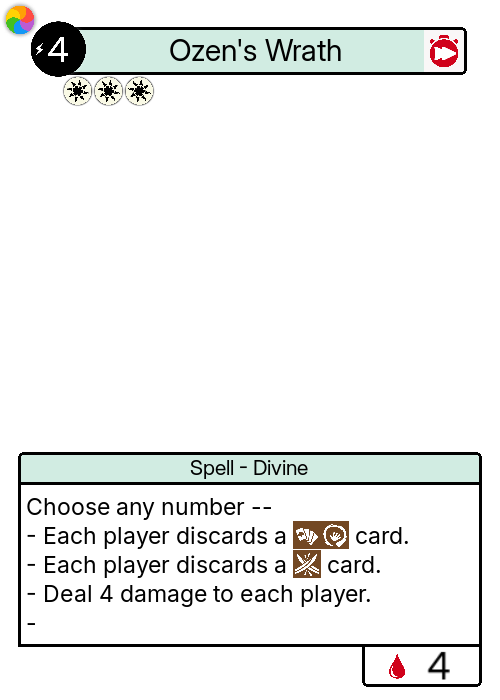 4
Ozen's Wrath
Spell - Divine
Choose any number --
- Each player discards a card.
- Each player discards a card.
- Deal 4 damage to each player.
-
4